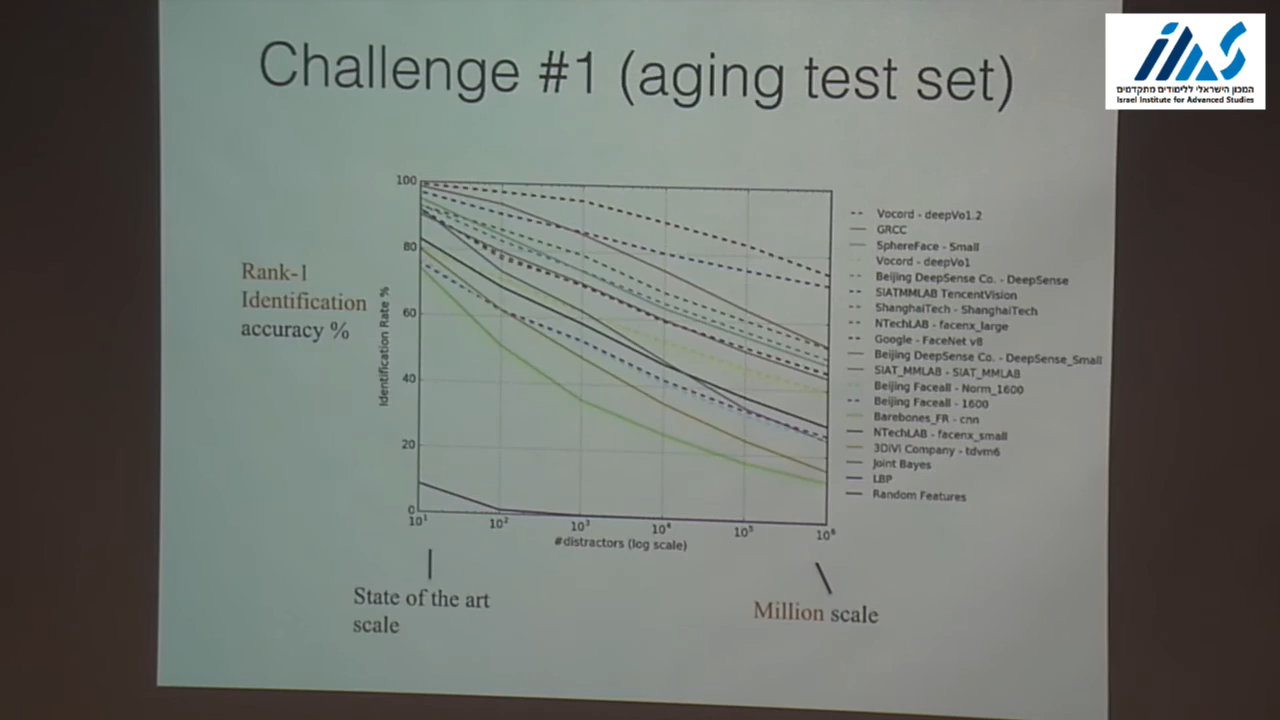 Challenge #1 (aging test set)
המכון הישראלי ללימודים מתקדמים
Israel Institute for Advanced Studies
Rank-1
Identification
accuracy %
Identification Rate %
100
80
60
40
20
0
10¹ 10² 10³ 10⁴ 10⁵ 10⁶
#distractors (log scale)
Vocord - deepVo1.2
GRCC
SphereFace - Small
Vocord - deepVo1
Beijing DeepSense Co. - DeepSense
SIATMMLAB TencentVision
ShanghaiTech - ShanghaiTech
NTechLAB - facenx_large
Google - FaceNet v8
Beijing DeepSense Co. - DeepSense_Small
SIAT_MMLAB - SIAT_MMLAB
Beijing Faceall - Norm_1600
Beijing Faceall - 1600
Barebones_FR - cnn
NTechLAB - facenx_small
3DiVi Company - tdvm6
Joint Bayes
LBP
Random Features
State of the art
scale
Million scale